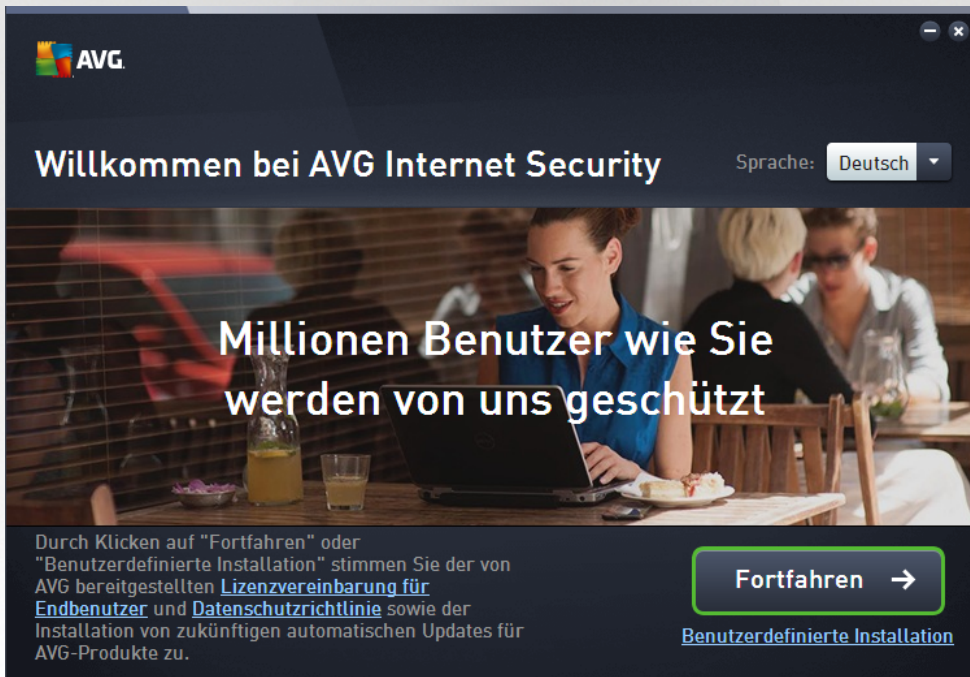 AVG.
Willkommen bei AVG Internet Security
Sprache:
Deutsch
Millionen Benutzer wie Sie
werden von uns geschützt
Durch Klicken auf "Fortfahren" oder
"Benutzerdefinierte Installation" stimmen Sie der von
AVG bereitgestellten Lizenzvereinbarung für
Endbenutzer und Datenschutzrichtlinie sowie der
Installation von zukünftigen automatischen Updates für
AVG-Produkte zu.
Fortfahren →
Benutzerdefinierte Installation